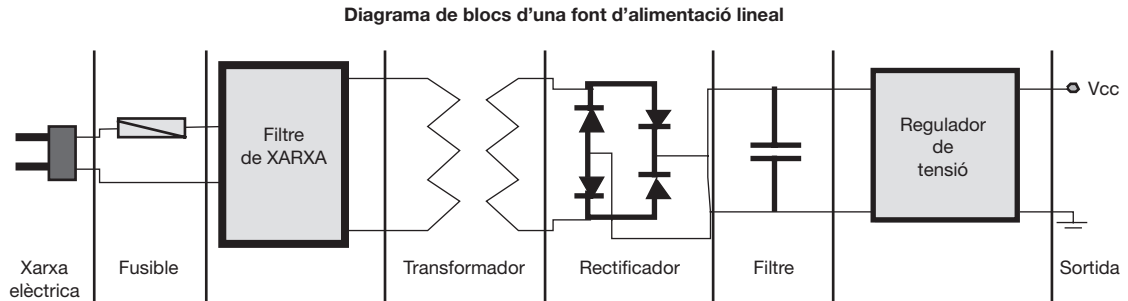 Diagrama de blocs d’una font d’alimentació lineal
Filtre
de XARXA
Regulador
de
tensió
Vcc
Xarxa
elèctrica
Fusible
Transformador
Rectificador
Filtre
Sortida